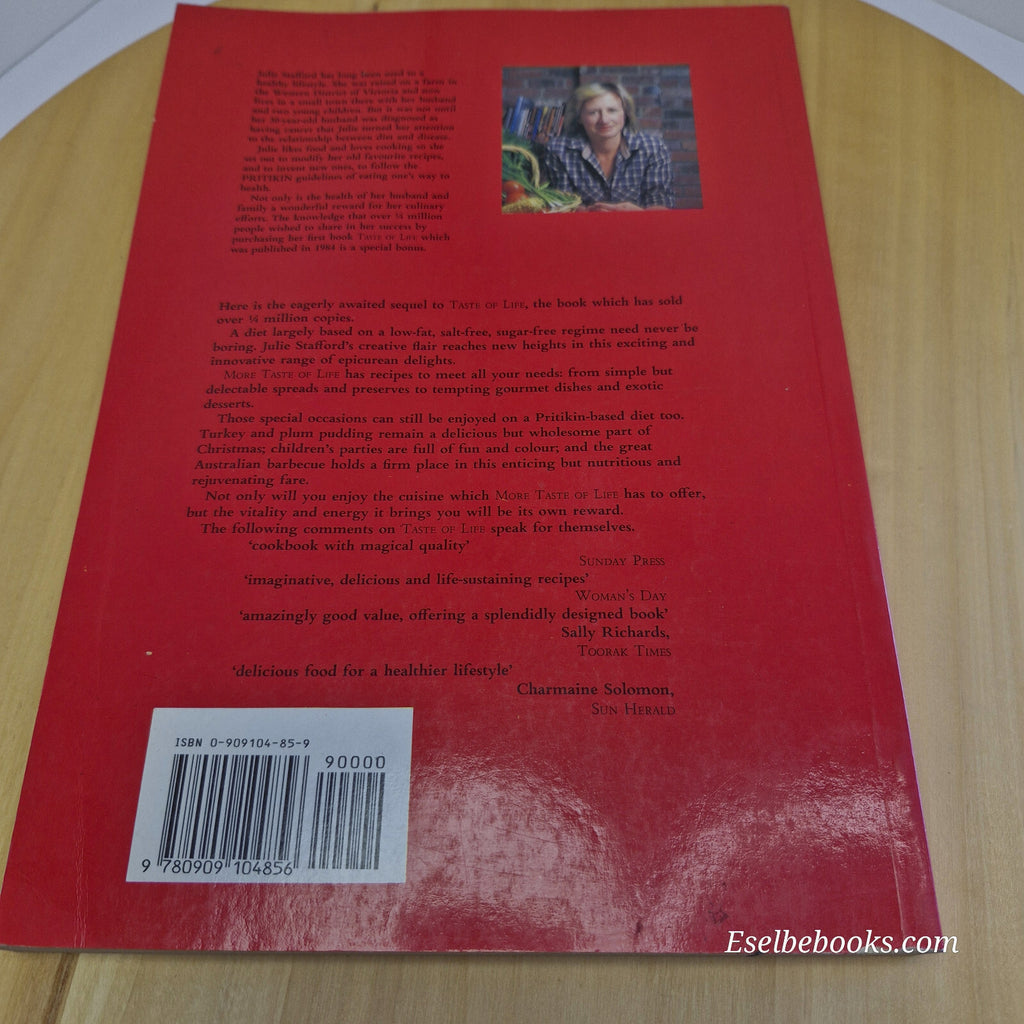 Julie Stafford has long been used to a
healthy lifestyle. She was raised on a farm in
the Western District of Victoria and now
lives in a small town there with her husband
and two young children. But it was not until
her 30-year-old husband was diagnosed as
having cancer that Julie turned her attention
to the relationship between diet and disease.
Julie likes food and loves cooking so she
set out to modify her old favourite recipes,
and to invent new ones, to follow the
PRITIKIN guidelines of eating one's way to
health.
Not only is the health of her husband and
family a wonderful reward for her culinary
efforts. The knowledge that over ¼ million
people wished to share in her success by
purchasing her first book TASTE OF LIFE which
was published in 1984 is a special bonus.
Here is the eagerly awaited sequel to TASTE OF LIFE, the book which has sold
over ¼ million copies.
A diet largely based on a low-fat, salt-free, sugar-free regime need never be
boring. Julie Stafford's creative flair reaches new heights in this exciting and
innovative range of epicurean delights.
MORE TASTE OF LIFE has recipes to meet all your needs: from simple but
delectable spreads and preserves to tempting gourmet dishes and exotic
desserts.
Those special occasions can still be enjoyed on a Pritikin-based diet too.
Turkey and plum pudding remain a delicious but wholesome part of
Christmas; children's parties are full of fun and colour; and the great
Australian barbecue holds a firm place in this enticing but nutritious and
rejuvenating fare.
Not only will you enjoy the cuisine which MORE TASTE OF LIFE has to offer,
but the vitality and energy it brings you will be its own reward.
The following comments on TASTE OF LIFE speak for themselves.
'cookbook with magical quality'
SUNDAY PRESS
'imaginative, delicious and life-sustaining recipes'
WOMAN'S DAY
'amazingly good value, offering a splendidly designed book'
Sally Richards,
TOORAK TIMES
'delicious food for a healthier lifestyle'
Charmaine Solomon,
SUN HERALD
ISBN 0-909104-85-9
90000
9 780909 104856
Eselbebooks.com